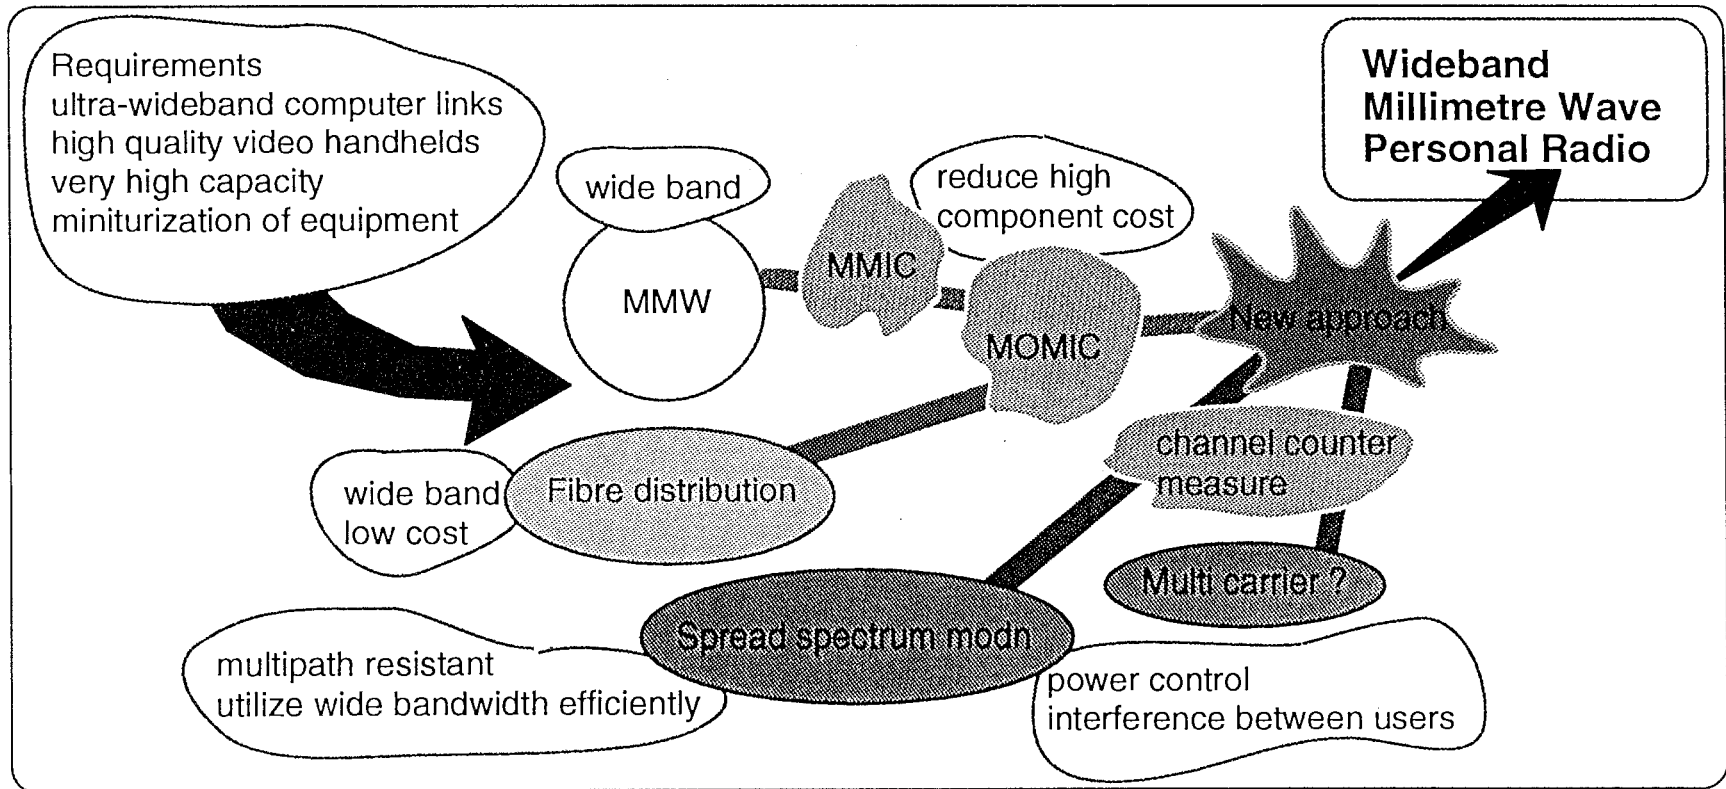 Requirements
ultra-wideband computer links
high quality video handhelds
very high capacity
miniturization of equipment
Wideband
Millimetre Wave
Personal Radio
wide band
reduce high
component cost
MMIC
MMW
MOMIC
New approach
channel counter
measure
wide band
low cost
Fibre distribution
Multi carrier ?
Spread spectrum modn
multipath resistant
utilize wide bandwidth efficiently
power control
interference between users